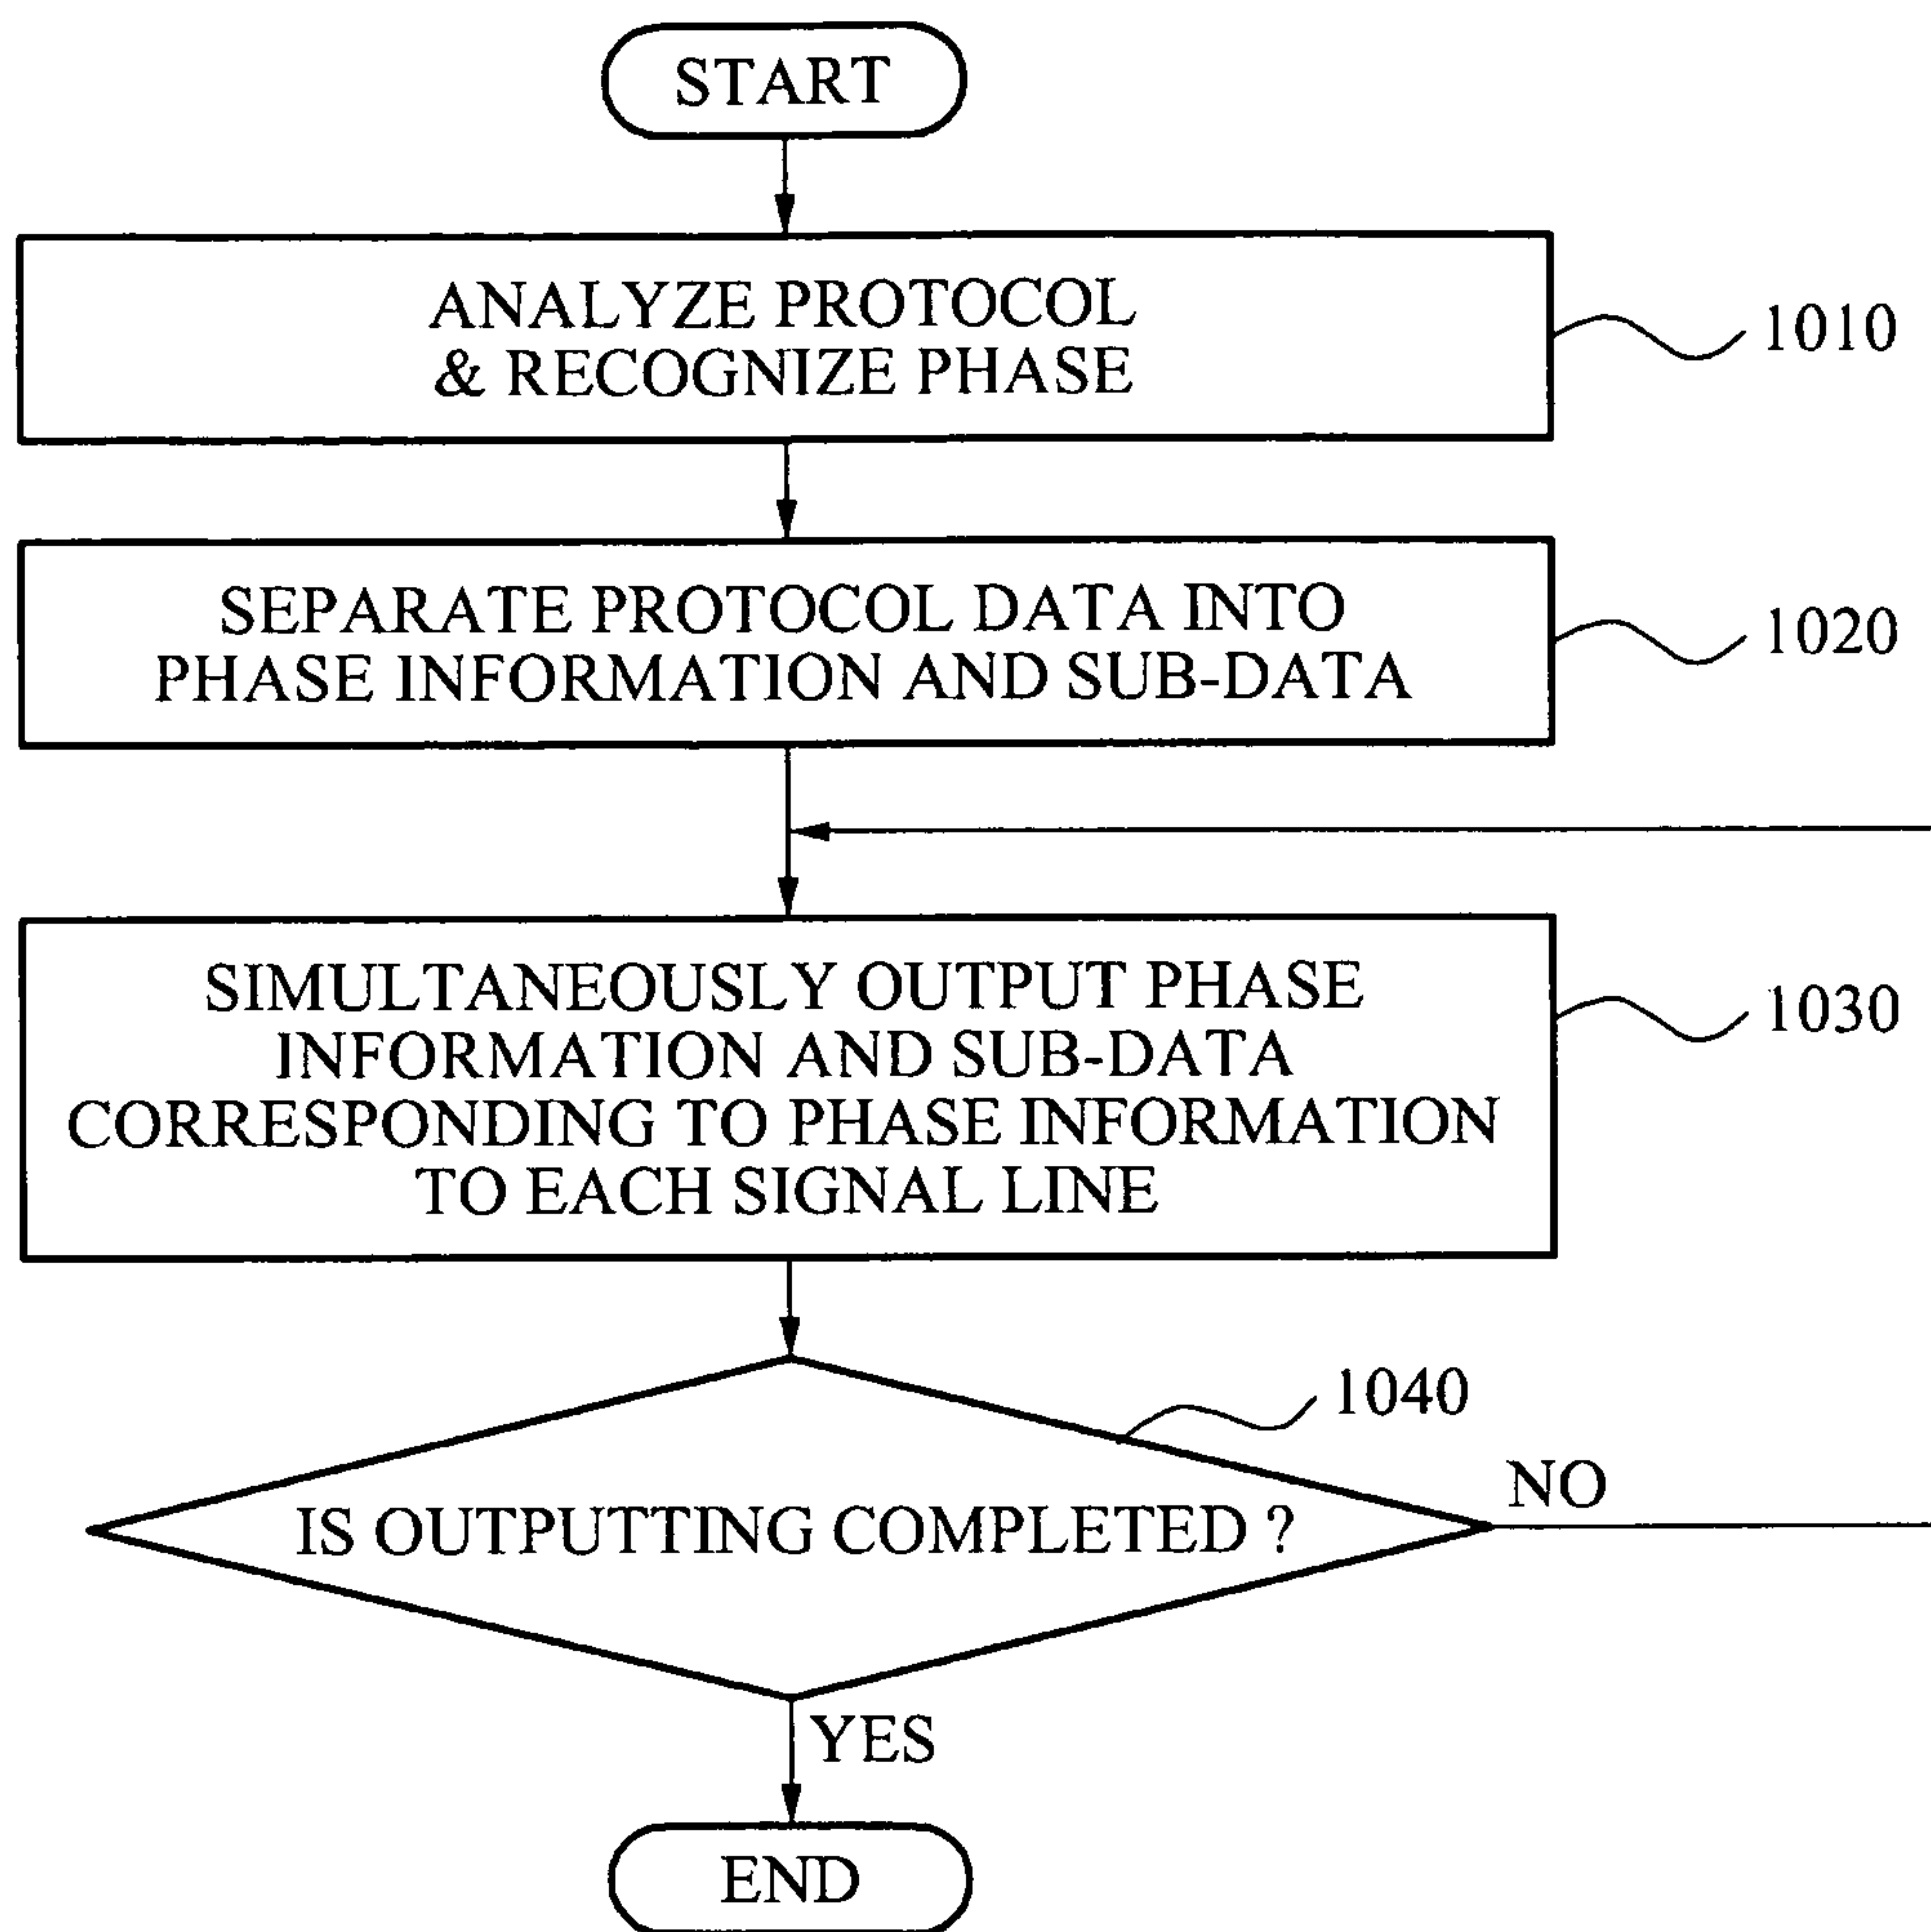 START
ANALYZE PROTOCOL
& RECOGNIZE PHASE
1010
SEPARATE PROTOCOL DATA INTO
PHASE INFORMATION AND SUB-DATA
1020
SIMULTANEOUSLY OUTPUT PHASE
INFORMATION AND SUB-DATA
CORRESPONDING TO PHASE INFORMATION
TO EACH SIGNAL LINE
1030
1040
IS OUTPUTTING COMPLETED ?
NO
YES
END